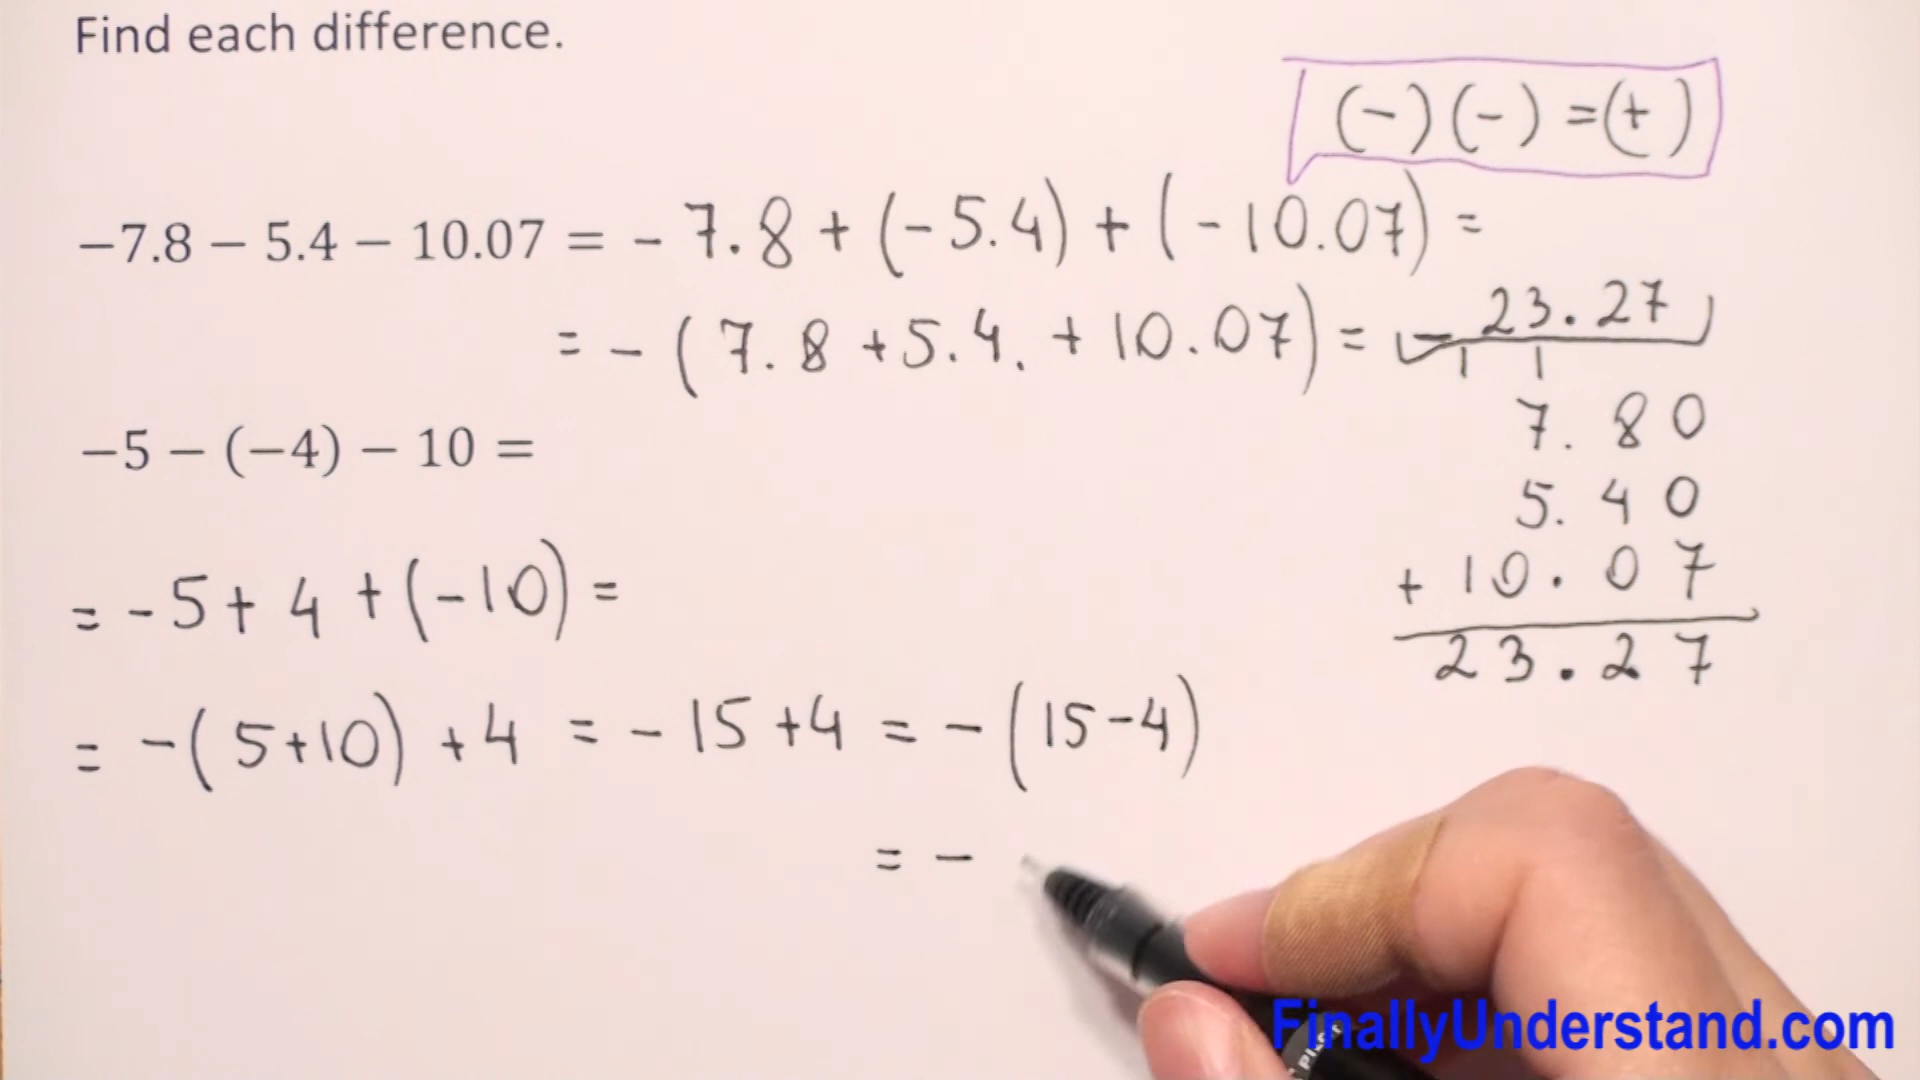 Find each difference.
(-)(-)=(+)
−7.8 − 5.4 − 10.07 = - 7.8 + (-5.4) + (-10.07) =
= - (7.8 +5.4. + 10.07) = - 23.27
1 1
7.80
5.40
+ 10.07
23.27
−5 − (−4) − 10 =
= -5+ 4 +(-10) =
= -(5+10) +4 = - 15 +4 = -(15-4)
= -
FinallyUnderstand.com